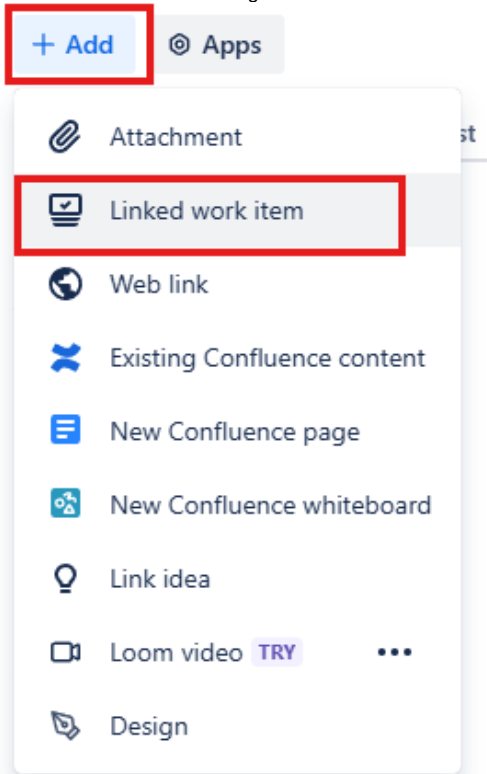 + Add
Apps
Attachment
st
Linked work item
Web link
Existing Confluence content
New Confluence page
New Confluence whiteboard
Link idea
Loom video TRY
Design